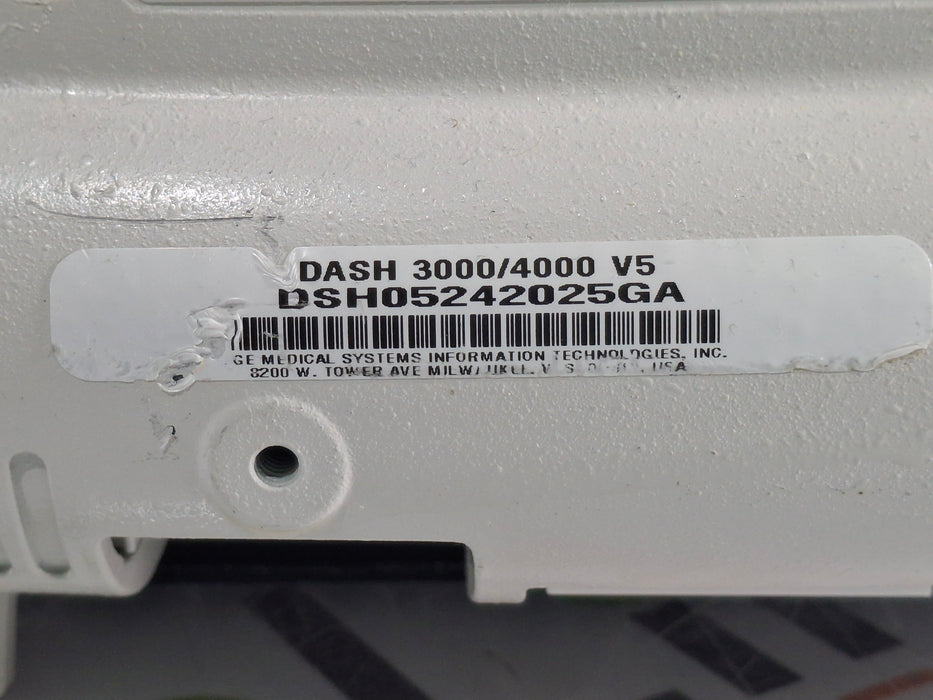 DASH 3000/4000 V5
DSH05242025GA
GE MEDICAL SYSTEMS INFORMATION TECHNOLOGIES, INC.
8200 W. TOWER AVE USA